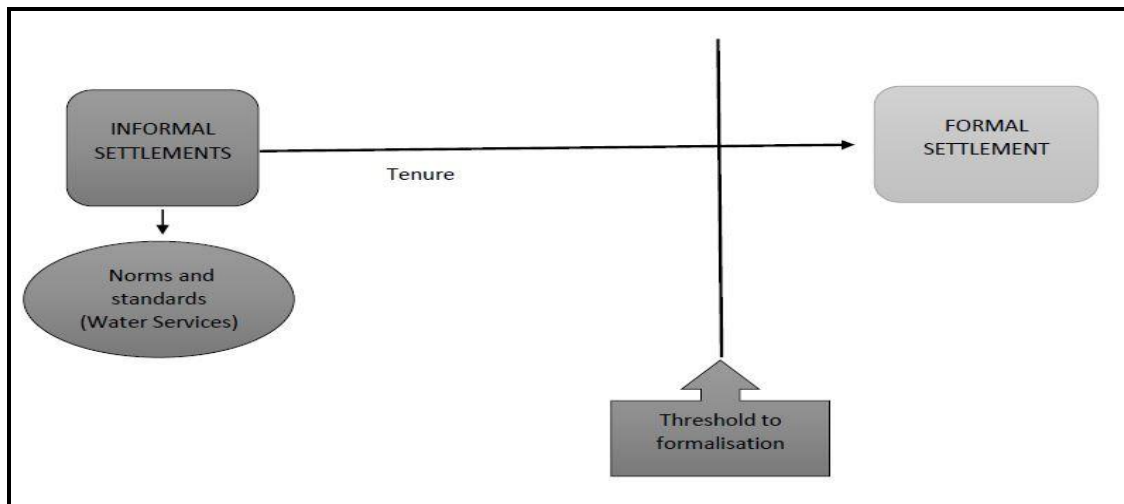 INFORMAL
SETTLEMENTS
FORMAL
SETTLEMENT
Tenure
Norms and
standards
(Water Services)
Threshold to
formalisation